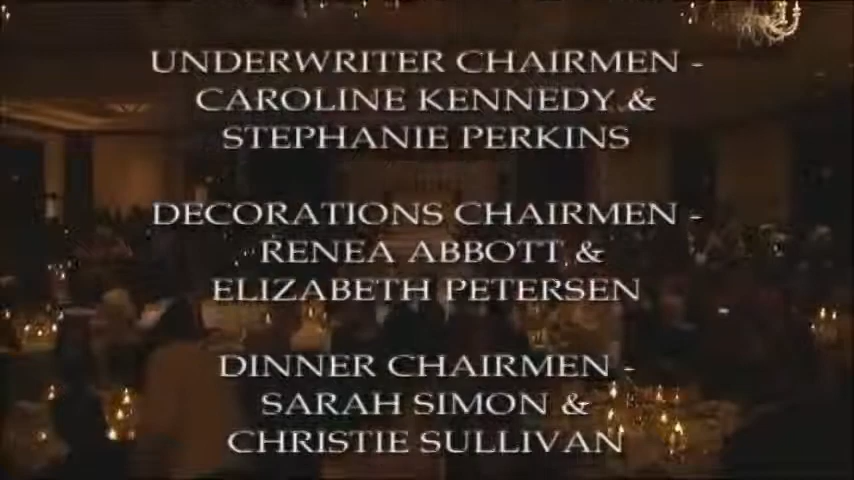 UNDERWRITER CHAIRMEN -
CAROLINE KENNEDY &
STEPHANIE PERKINS
DECORATIONS CHAIRMEN -
RENEA ABBOTT &
ELIZABETH PETERSEN
DINNER CHAIRMEN -
SARAH SIMON &
CHRISTIE SULLIVAN